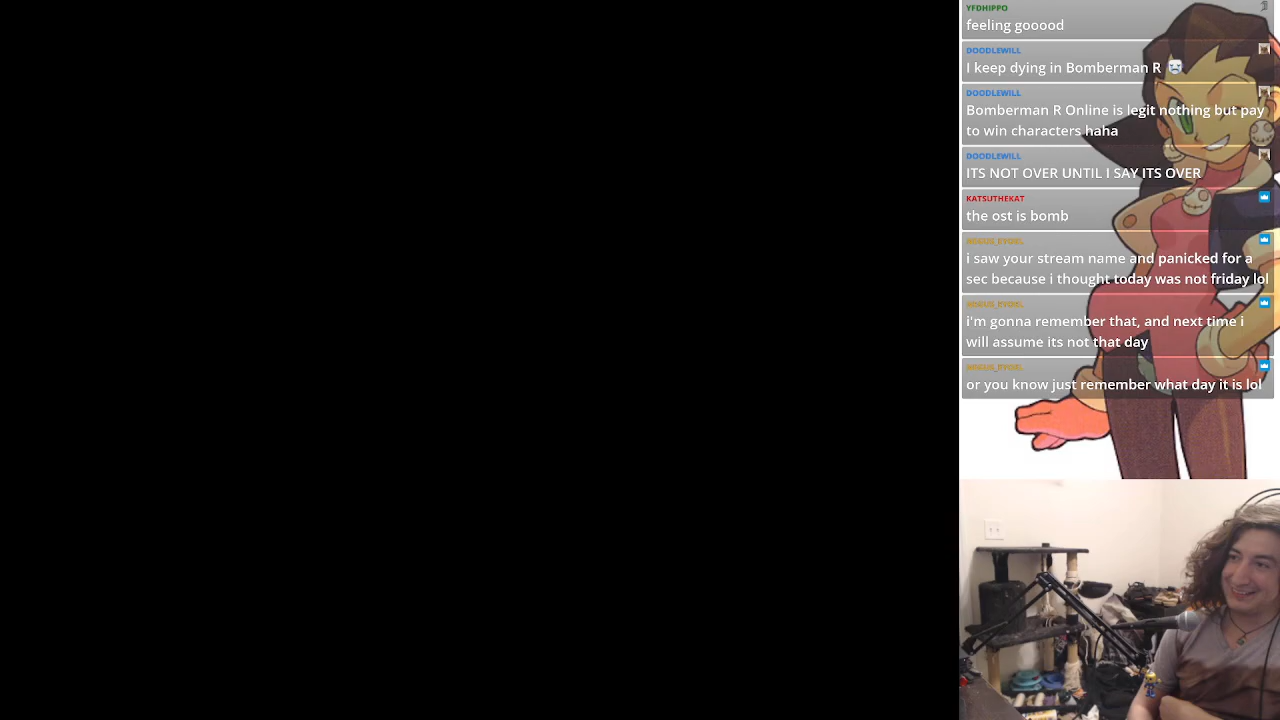 YFDHIPPO
feeling gooood
DOODLEWILL
I keep dying in Bomberman R
DOODLEWILL
Bomberman R Online is legit nothing but pay
to win characters haha
DOODLEWILL
ITS NOT OVER UNTIL I SAY ITS OVER
KATSUTHEKAT
the ost is bomb
i saw your stream name and panicked for a
sec because i thought today was not friday lol
i'm gonna remember that, and next time i
will assume its not that day
or you know just remember what day it is lol